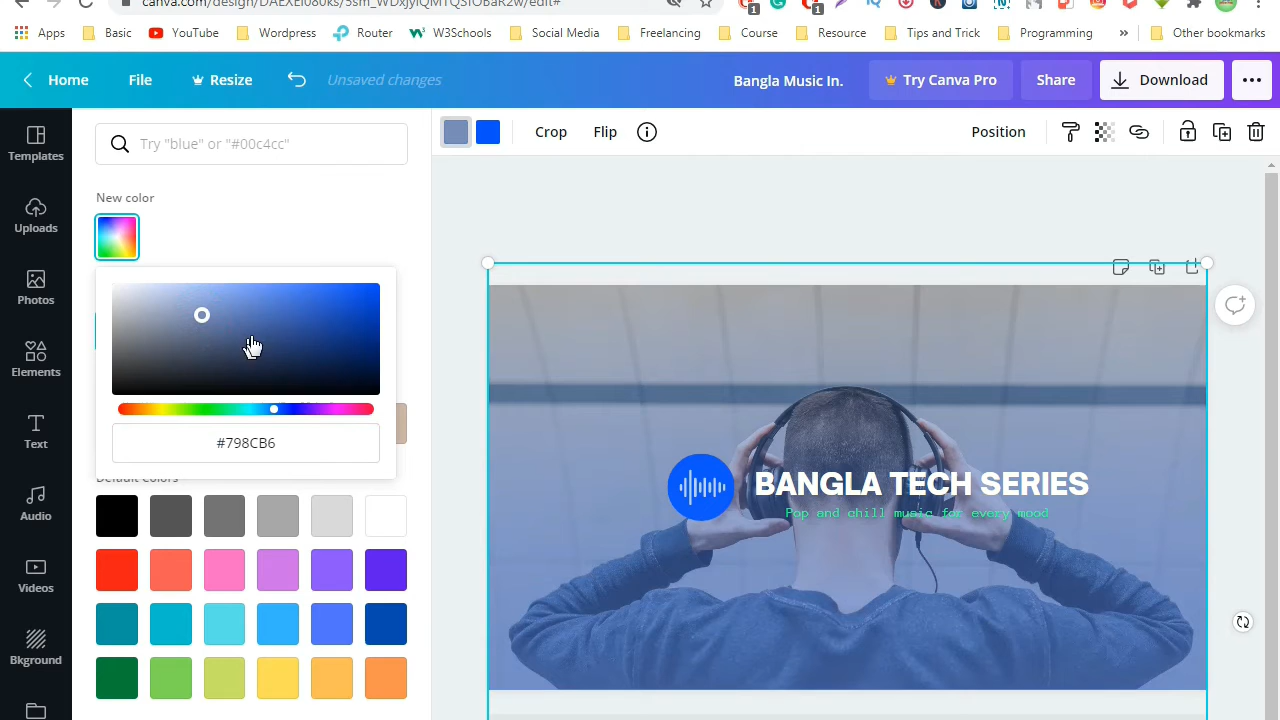 Apps
Basic
YouTube
Wordpress
Router
W3Schools
Social Media
Freelancing
Course
Resource
Tips and Trick
Programming
»
Other bookmarks
Home
File
Resize
Unsaved changes
Bangla Music In.
Try Canva Pro
Share
Download
Templates
Uploads
Photos
Elements
Text
Audio
Videos
Bkground
Try "blue" or "#00c4cc"
New color
#798CB6
Default Colors
Crop
Flip
Position
BANGLA TECH SERIES
Pop and chill music for every mood